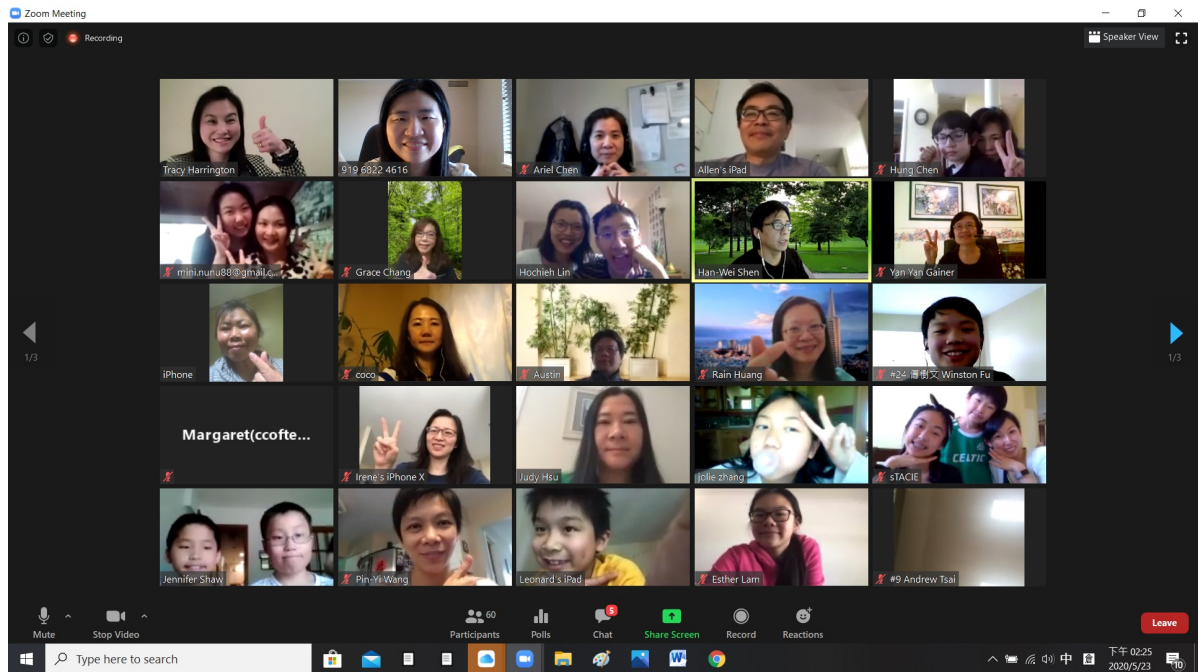 Zoom Meeting
Recording
Speaker View
Tracy Harrington
919 6822 4616
Ariel Chen
Allen's iPad
Hung Chen
mini.nunu88@gmail.c...
Grace Chang
Hochieh Lin
Han-Wei Shen
Yan Yan Gainer
1/3
1/3
iPhone
coco
Austin
Rain Huang
#24 傅樹文 Winston Fu
Margaret(ccofte...
Irene's iPhone X
Judy Hsu
jolie zhang
CELTIC
sTACIE
Jennifer Shaw
Pin-Yi Wang
Leonard's iPad
Esther Lam
#9 Andrew Tsai
Mute
Stop Video
60
Participants
Polls
5
Chat
Share Screen
Record
Reactions
Leave
Type here to search
W
中
下午 02:25
2020/5/23
10